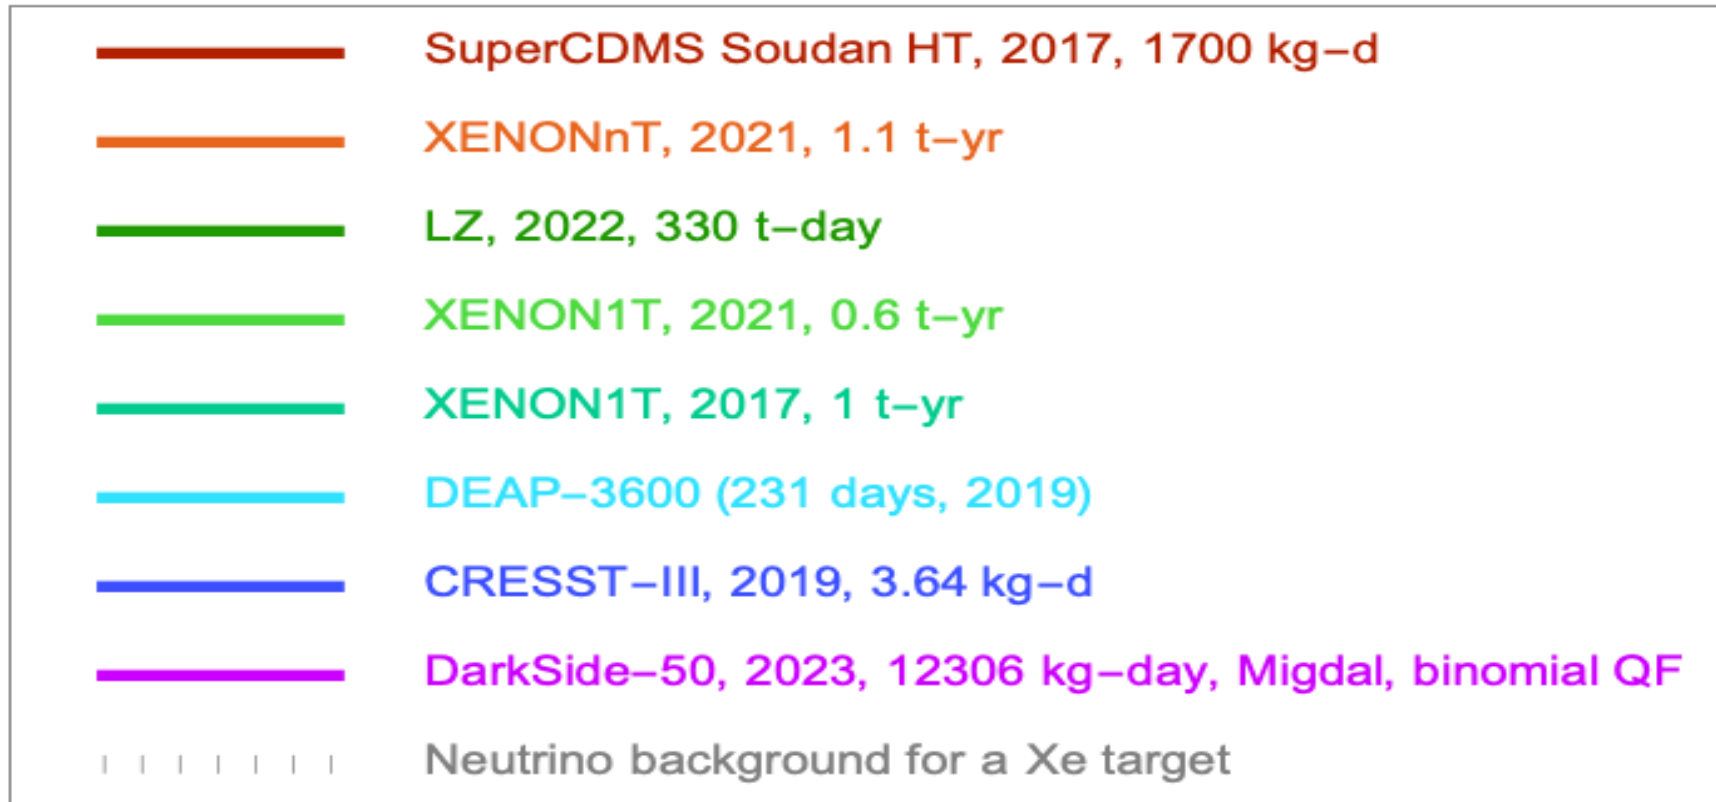 SuperCDMS Soudan HT, 2017, 1700 kg–d
XENONnT, 2021, 1.1 t–yr
LZ, 2022, 330 t–day
XENON1T, 2021, 0.6 t–yr
XENON1T, 2017, 1 t–yr
DEAP–3600 (231 days, 2019)
CRESST–III, 2019, 3.64 kg–d
DarkSide–50, 2023, 12306 kg–day, Migdal, binomial QF
Neutrino background for a Xe target